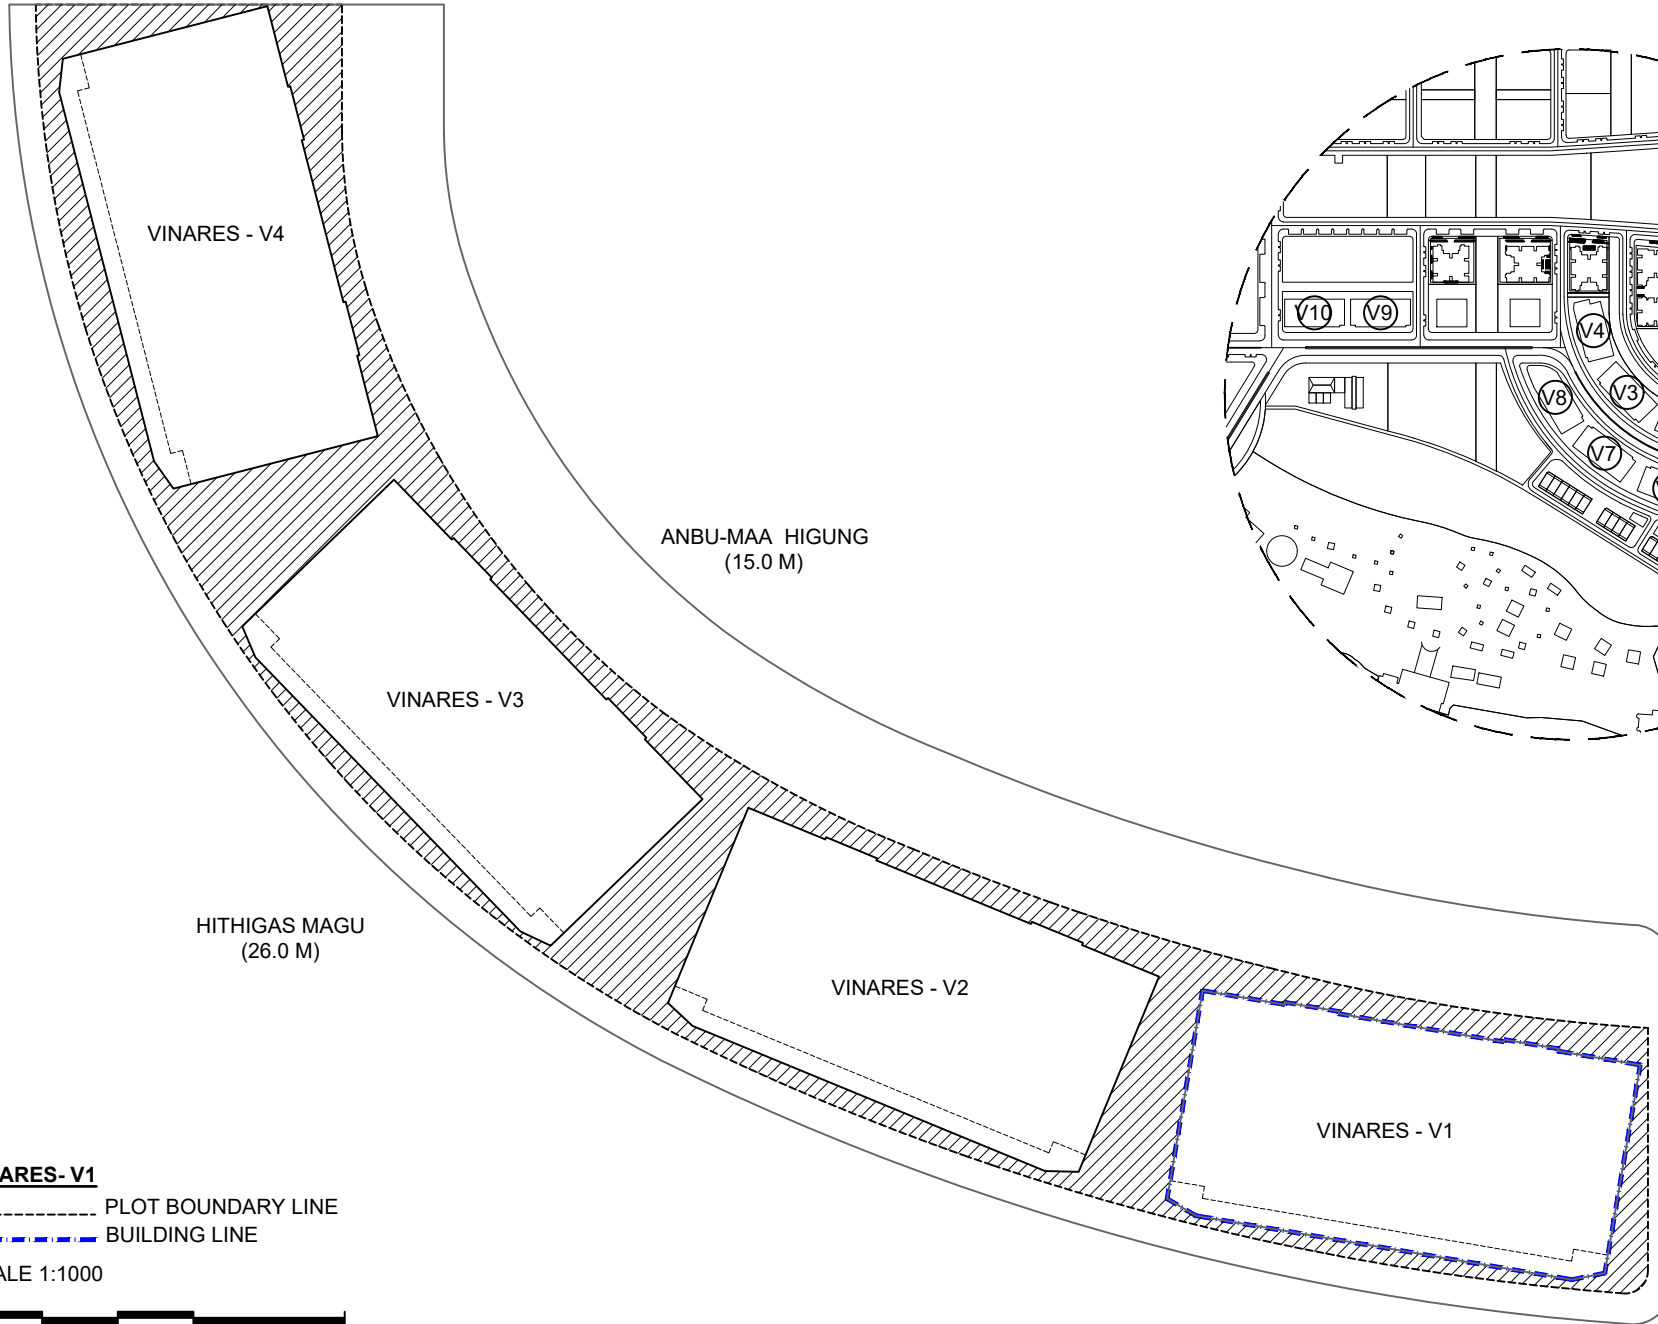 VINARES - V4
V10
V9
V4
V8
V3
V7
ANBU-MAA HIGUNG
(15.0 M)
VINARES - V3
HITHIGAS MAGU
(26.0 M)
VINARES - V2
VINARES - V1
ARES- V1
PLOT BOUNDARY LINE
BUILDING LINE
ALE 1:1000